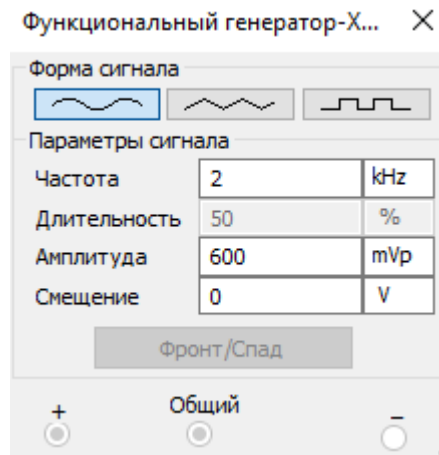 Функциональный генератор-X...
Форма сигнала
Параметры сигнала
Частота 2 kHz
Длительность 50 %
Амплитуда 600 mVp
Смещение 0 V
Фронт/Спад
+ Общий –